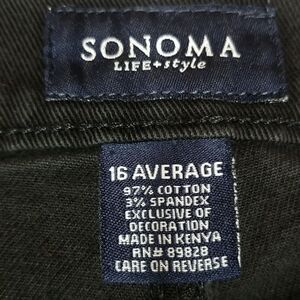 SONOMA
LIFE+style
16 AVERAGE
97% COTTON
3% SPANDEX
EXCLUSIVE OF
DECORATION
MADE IN KENYA
RN# 89828
CARE ON REVERSE